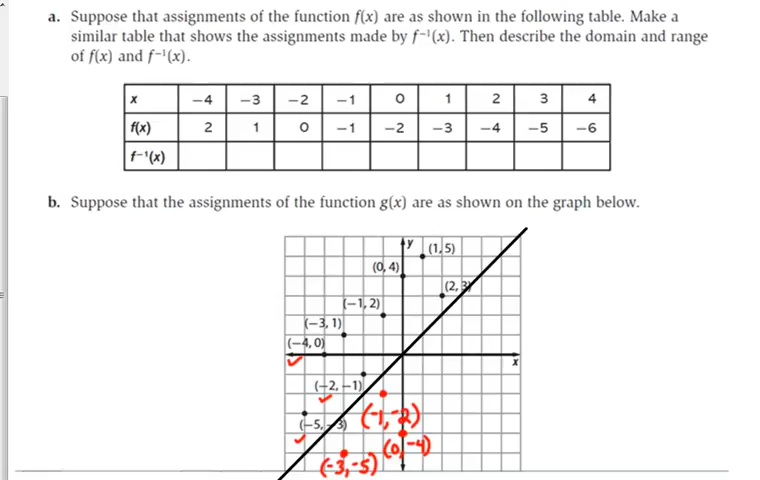 a. Suppose that assignments of the function f(x) are as shown in the following table. Make a
similar table that shows the assignments made by f⁻¹(x). Then describe the domain and range
of f(x) and f⁻¹(x).
x −4 −3 −2 −1 0 1 2 3 4
f(x) 2 1 0 −1 −2 −3 −4 −5 −6
f⁻¹(x)
b. Suppose that the assignments of the function g(x) are as shown on the graph below.
y
(1, 5)
(0, 4)
(2, 3)
(−1, 2)
(−3, 1)
(−4, 0)
x
(−2, −1)
(−5, −3)
(-1, -2)
(0, -4)
(-3, -5)